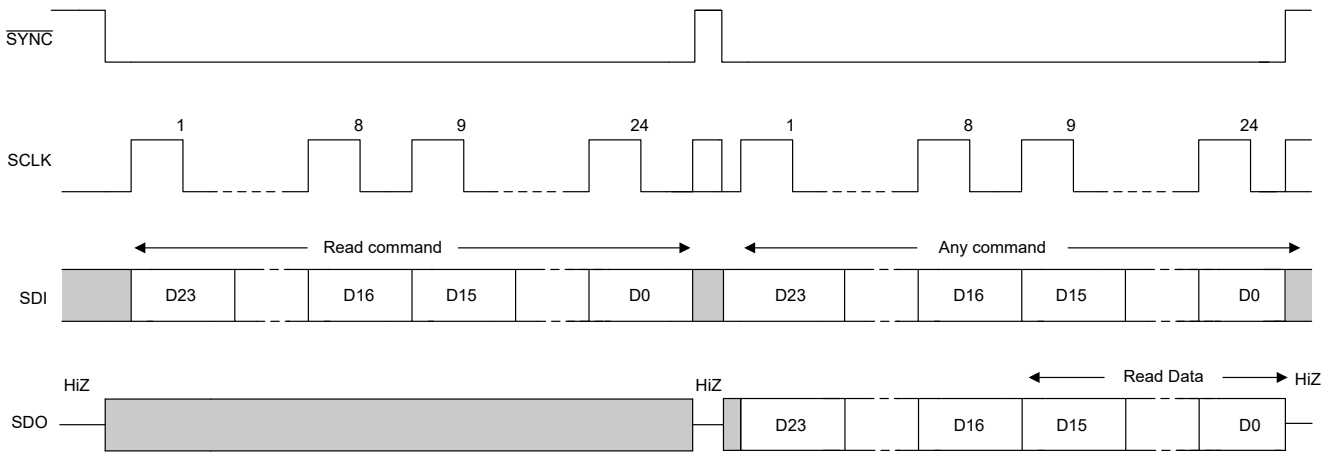 SYNC
1 8 9 24 1 8 9 24
SCLK
Read command Any command
SDI D23 D16 D15 D0 D23 D16 D15 D0
HiZ HiZ Read Data HiZ
SDO D23 D16 D15 D0